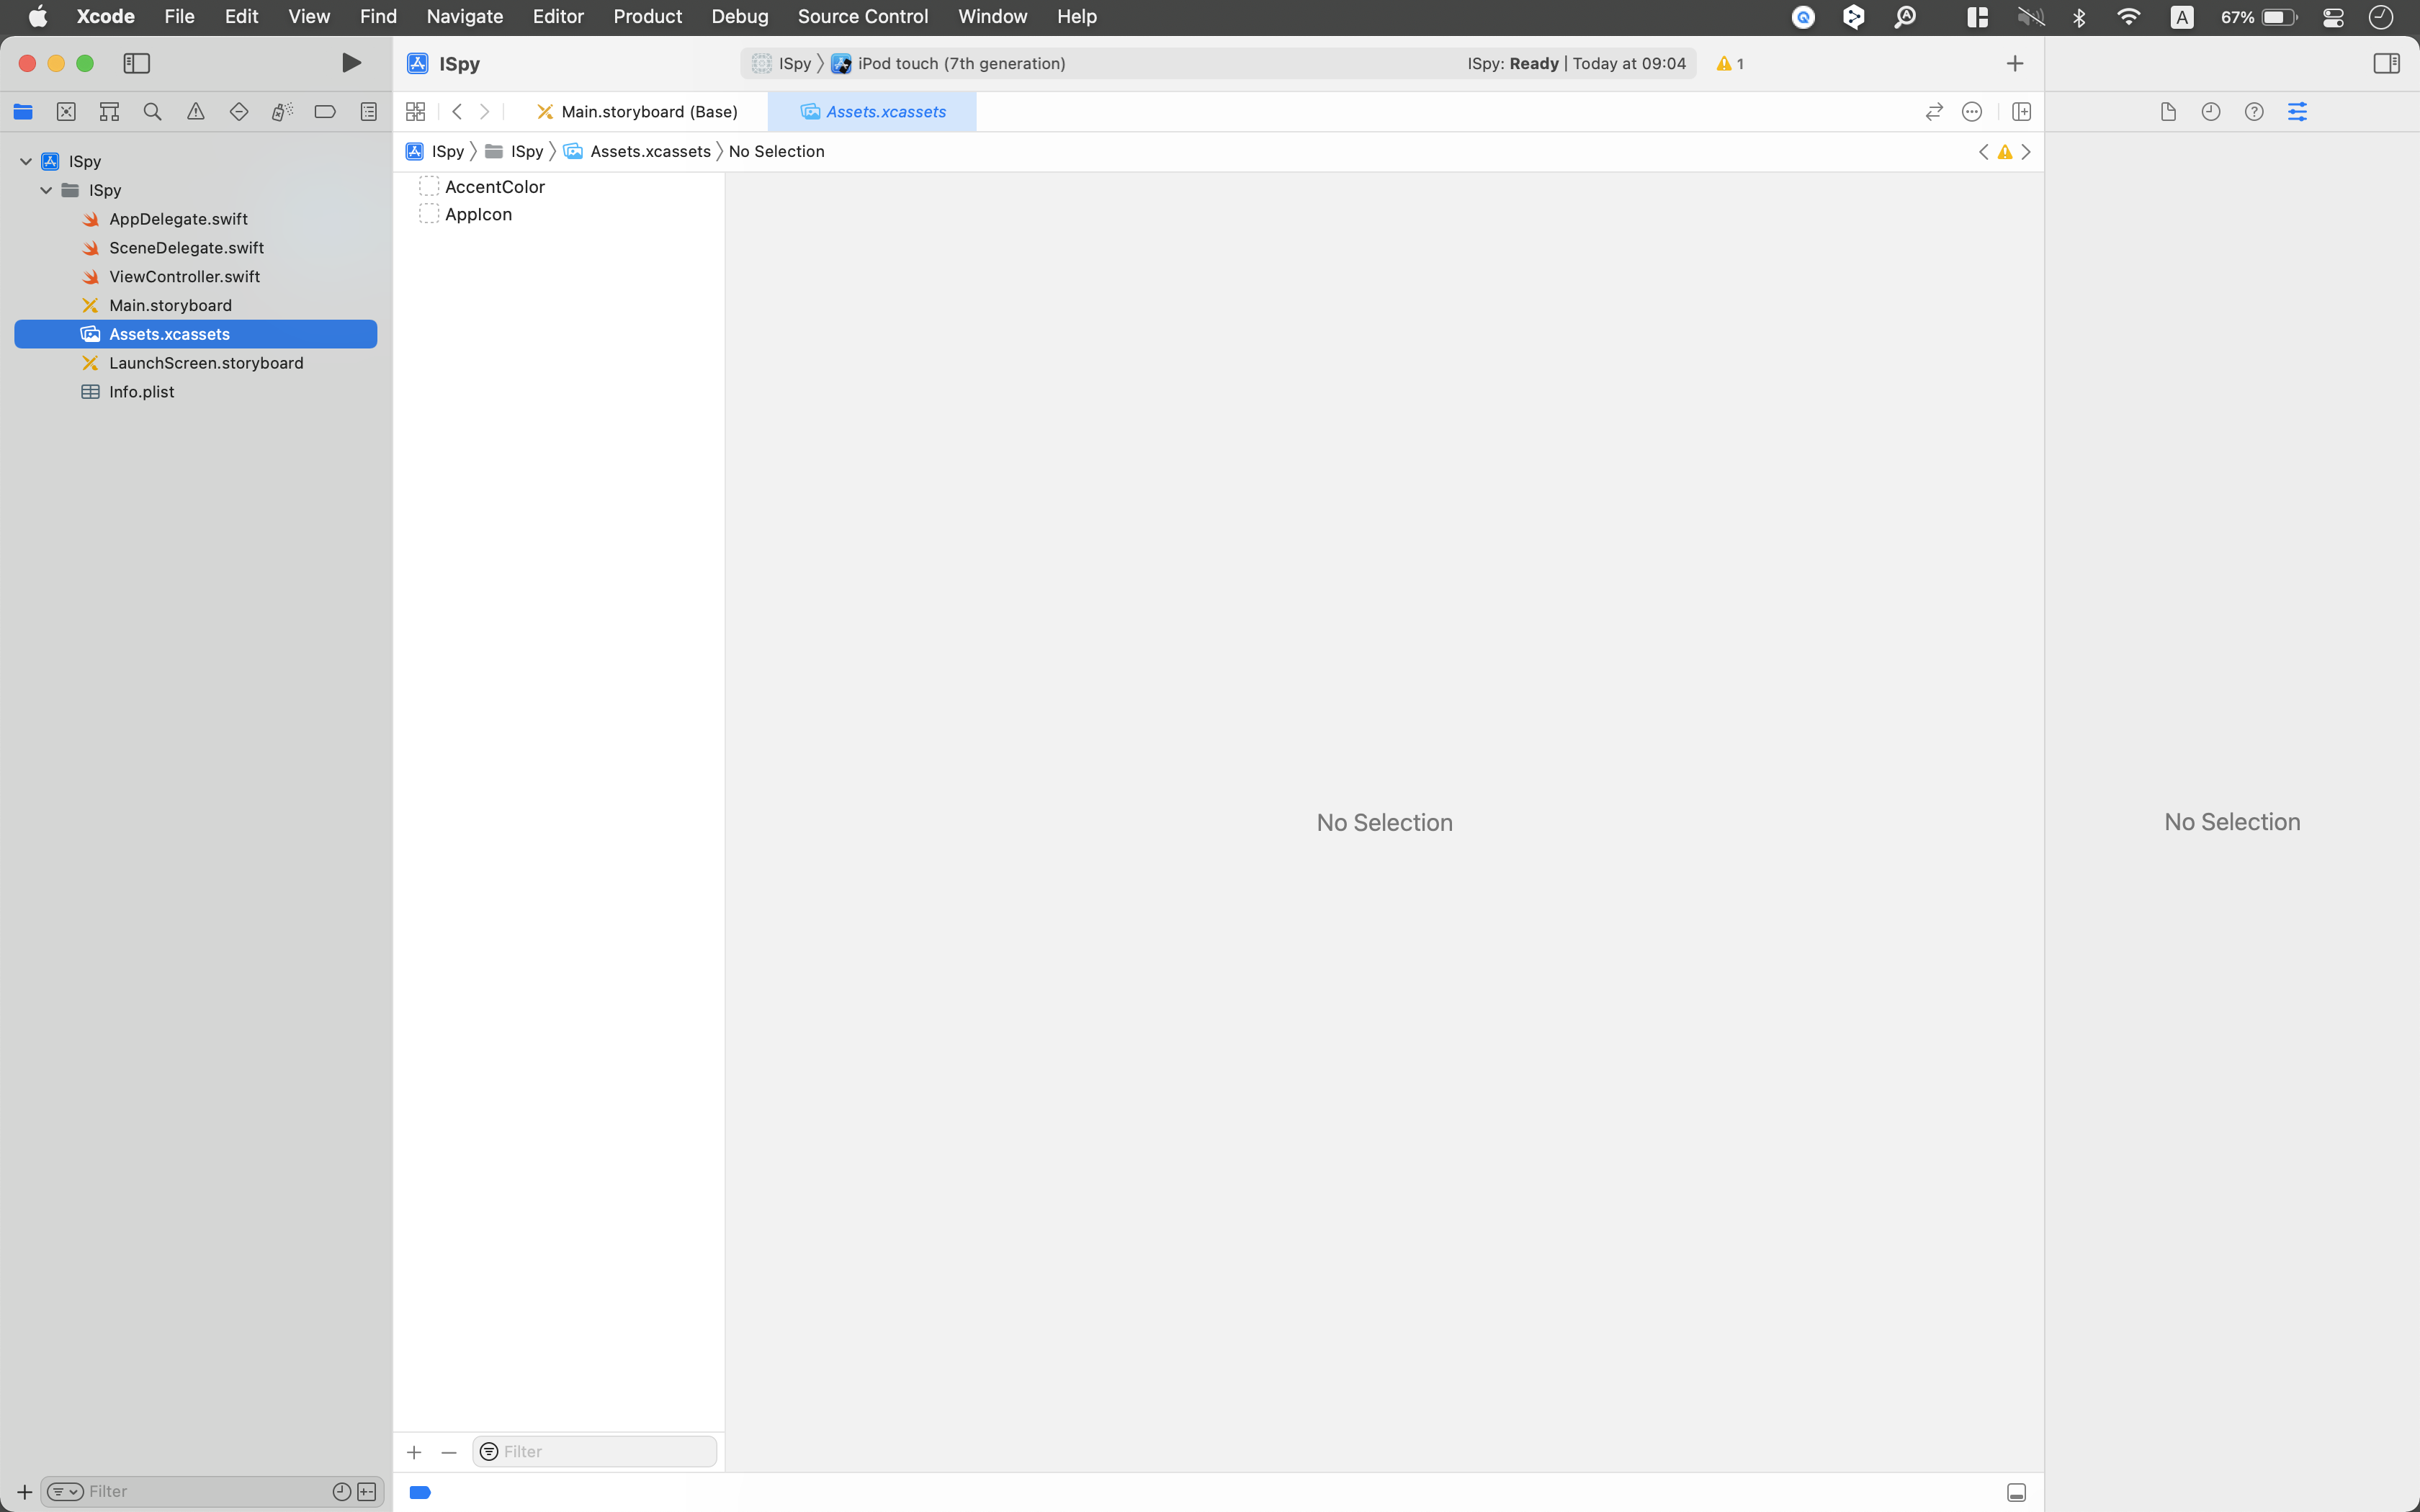 Xcode File Edit View Find Navigate Editor Product Debug Source Control Window Help A 67%
ISpy
ISpy iPod touch (7th generation) ISpy: Ready | Today at 09:04 1
Main.storyboard (Base) Assets.xcassets
ISpy ISpy Assets.xcassets No Selection
ISpy
ISpy
AppDelegate.swift
SceneDelegate.swift
ViewController.swift
Main.storyboard
Assets.xcassets
LaunchScreen.storyboard
Info.plist
AccentColor
AppIcon
No Selection
No Selection
Filter
Filter